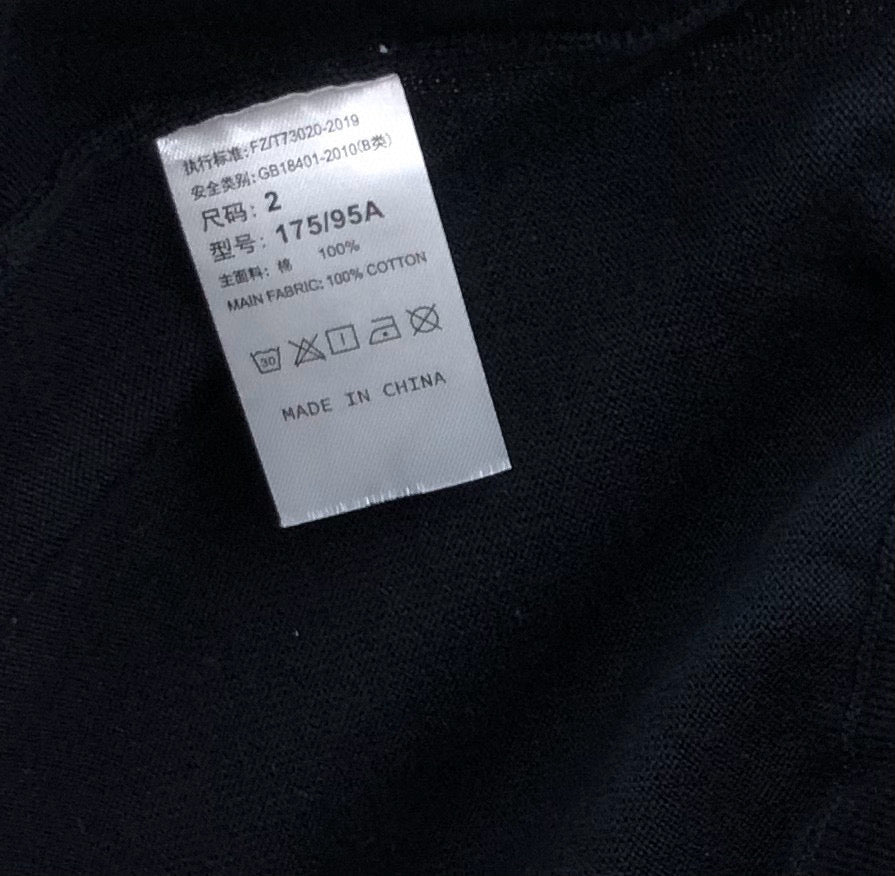 执行标准:FZ/T73020-2019
安全类别:GB18401-2010(B类)
尺码: 2
型号: 175/95A
主面料: 棉 100%
MAIN FABRIC: 100% COTTON
30
MADE IN CHINA